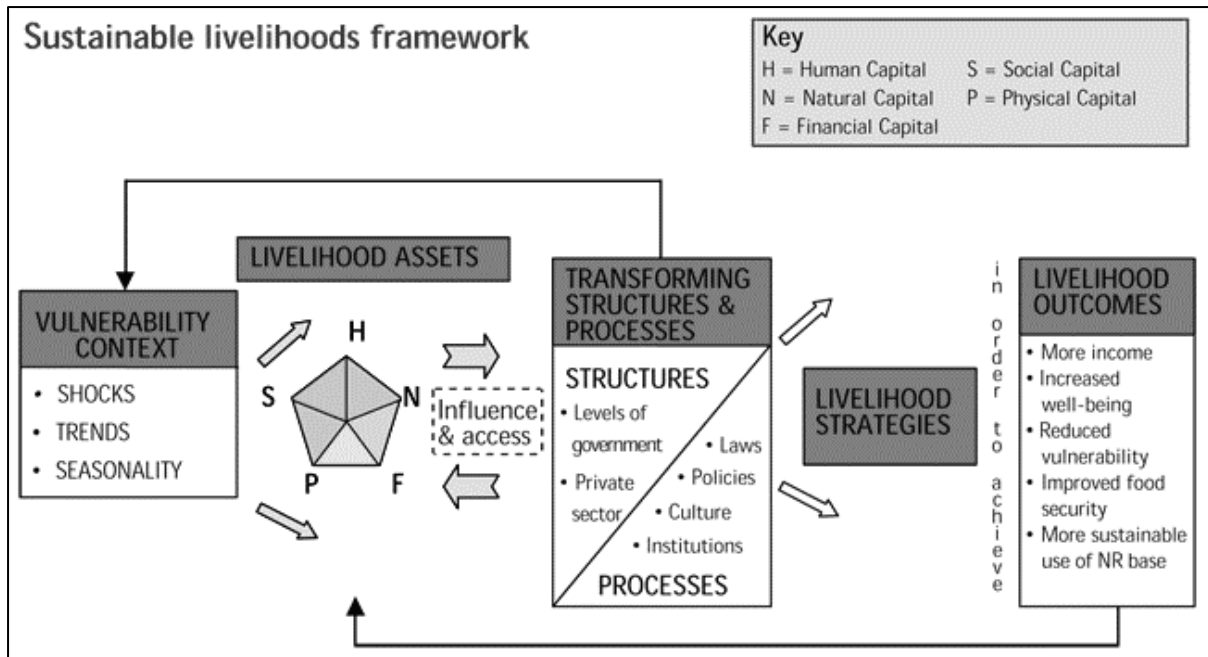 Sustainable livelihoods framework
Key
H = Human Capital
S = Social Capital
N = Natural Capital
P = Physical Capital
F = Financial Capital
LIVELIHOOD ASSETS
VULNERABILITY
CONTEXT
• SHOCKS
• TRENDS
• SEASONALITY
H
S
N
P
F
Influence
& access
TRANSFORMING
STRUCTURES &
PROCESSES
STRUCTURES
• Levels of
government
• Private
sector
• Laws
• Policies
• Culture
• Institutions
PROCESSES
LIVELIHOOD
STRATEGIES
in order to achieve
LIVELIHOOD
OUTCOMES
• More income
• Increased
well-being
• Reduced
vulnerability
• Improved food
security
• More sustainable
use of NR base